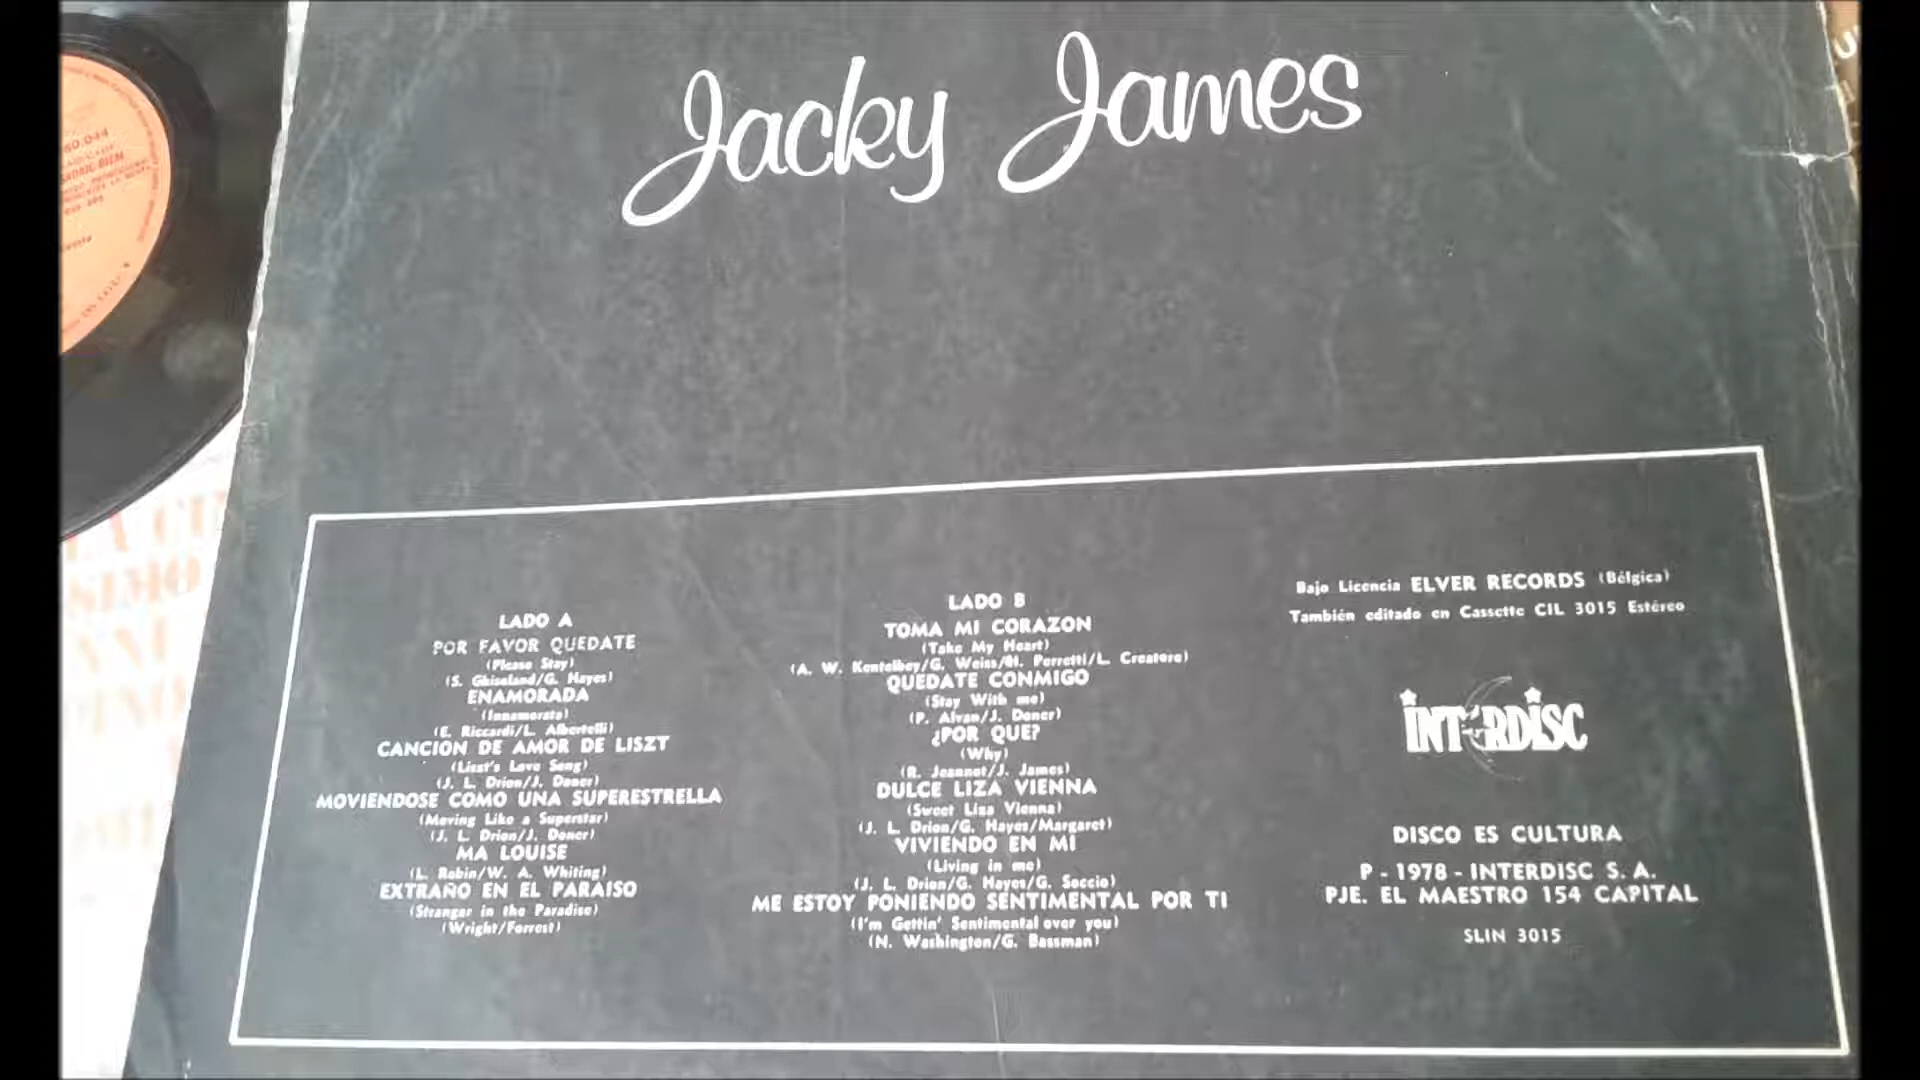 Jacky James
LADO A
POR FAVOR QUEDATE
(Please Stay)
(S. Ghiseland/G. Hayes)
ENAMORADA
(Innamorata)
(E. Riccardi/L. Albertelli)
CANCION DE AMOR DE LISZT
(Liszt's Love Song)
(J. L. Drion/J. Doner)
MOVIENDOSE COMO UNA SUPERESTRELLA
(Moving Like a Superstar)
(J. L. Drion/J. Doner)
MA LOUISE
(L. Robin/W. A. Whiting)
EXTRAÑO EN EL PARAISO
(Stranger in the Paradise)
(Wright/Forrest)
LADO B
TOMA MI CORAZON
(Take My Heart)
(A. W. Kentelbey/G. Weiss/H. Perretti/L. Creatore)
QUEDATE CONMIGO
(Stay With me)
(P. Alvan/J. Doner)
¿POR QUE?
(Why)
(R. Jeannot/J. James)
DULCE LIZA VIENNA
(Sweet Liza Vienna)
(J. L. Drion/G. Hayes/Margaret)
VIVIENDO EN MI
(Living in me)
(J. L. Drion/G. Hayes/G. Soccio)
ME ESTOY PONIENDO SENTIMENTAL POR TI
(I'm Gettin' Sentimental over you)
(N. Washington/G. Bassman)
Bajo Licencia ELVER RECORDS (Bélgica)
También editado en Cassette CIL 3015 Estéreo
INTERDISC
DISCO ES CULTURA
P - 1978 - INTERDISC S. A.
PJE. EL MAESTRO 154 CAPITAL
SLIN 3015